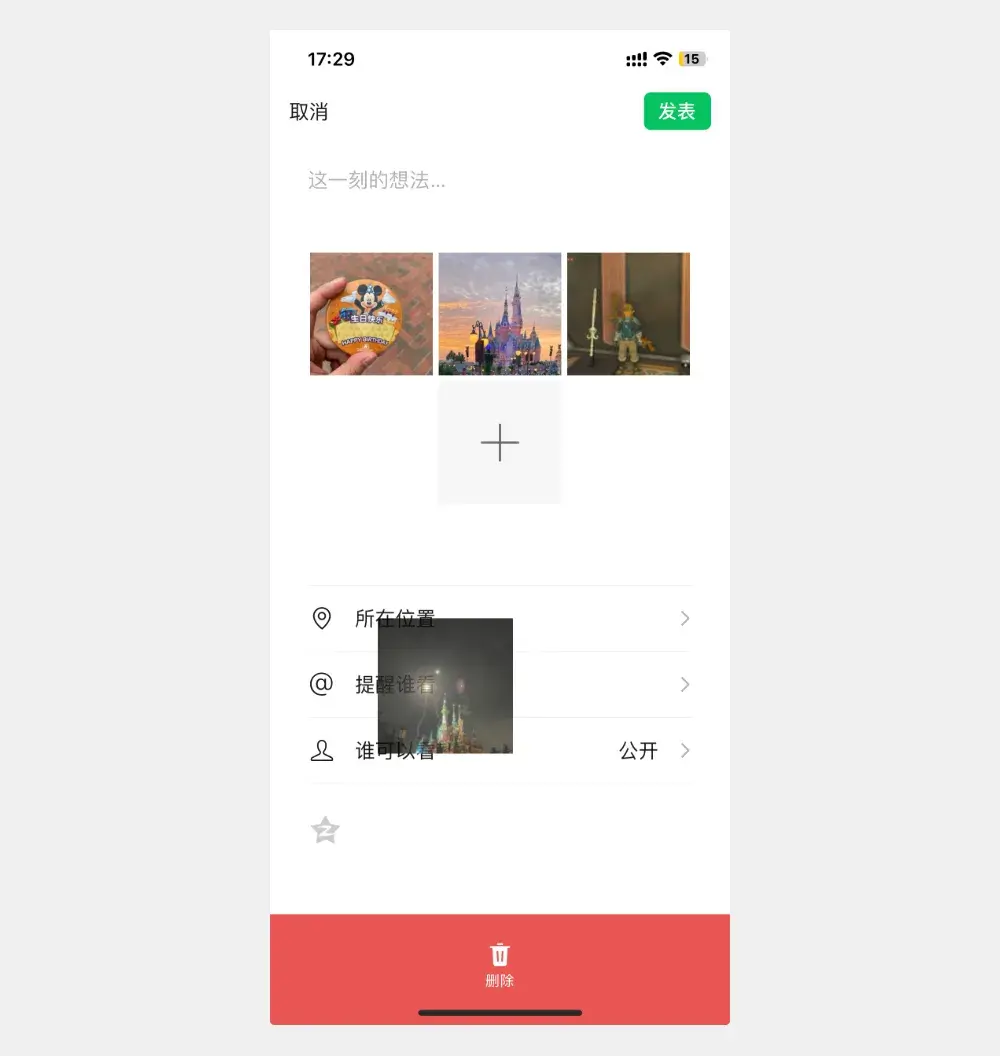 17:29
15
取消
发表
这一刻的想法...
生日快乐
HAPPY BIRTHDAY
所在位置
@ 提醒谁看
谁可以看 公开
删除